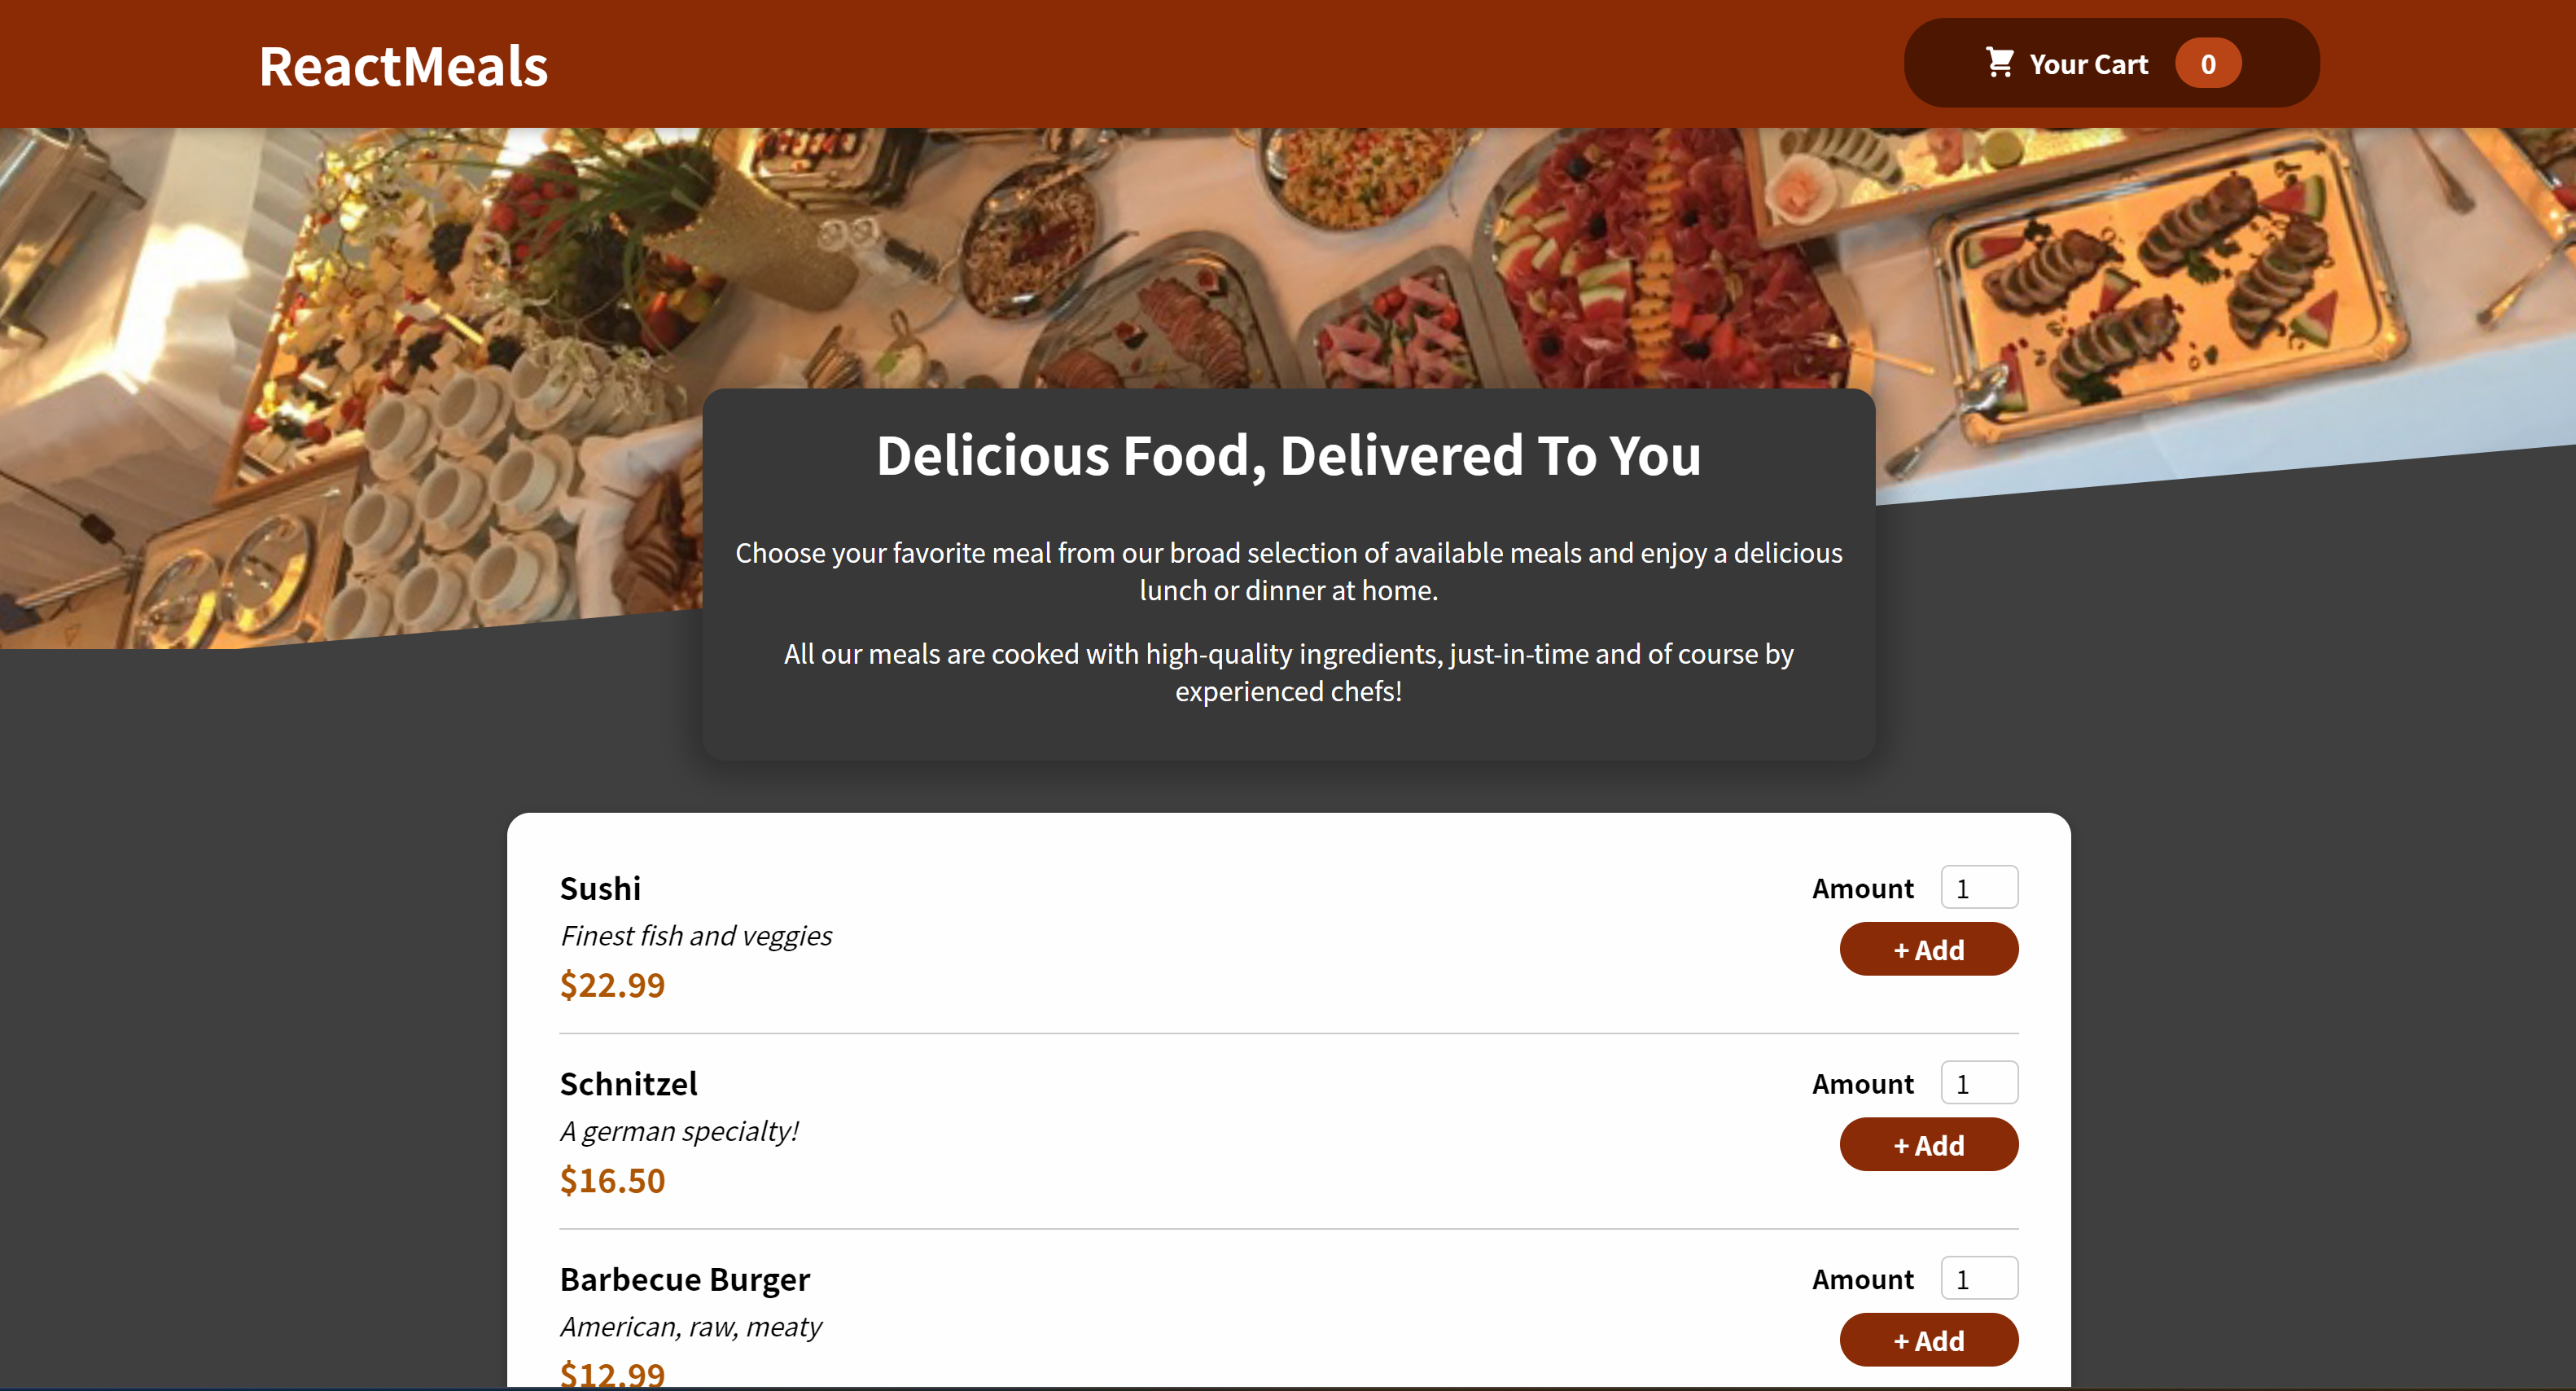 ReactMeals
Your Cart 0
Delicious Food, Delivered To You
Choose your favorite meal from our broad selection of available meals and enjoy a delicious
lunch or dinner at home.
All our meals are cooked with high-quality ingredients, just-in-time and of course by
experienced chefs!
Sushi
Finest fish and veggies
$22.99
Amount 1
+ Add
Schnitzel
A german specialty!
$16.50
Amount 1
+ Add
Barbecue Burger
American, raw, meaty
$12.99
Amount 1
+ Add